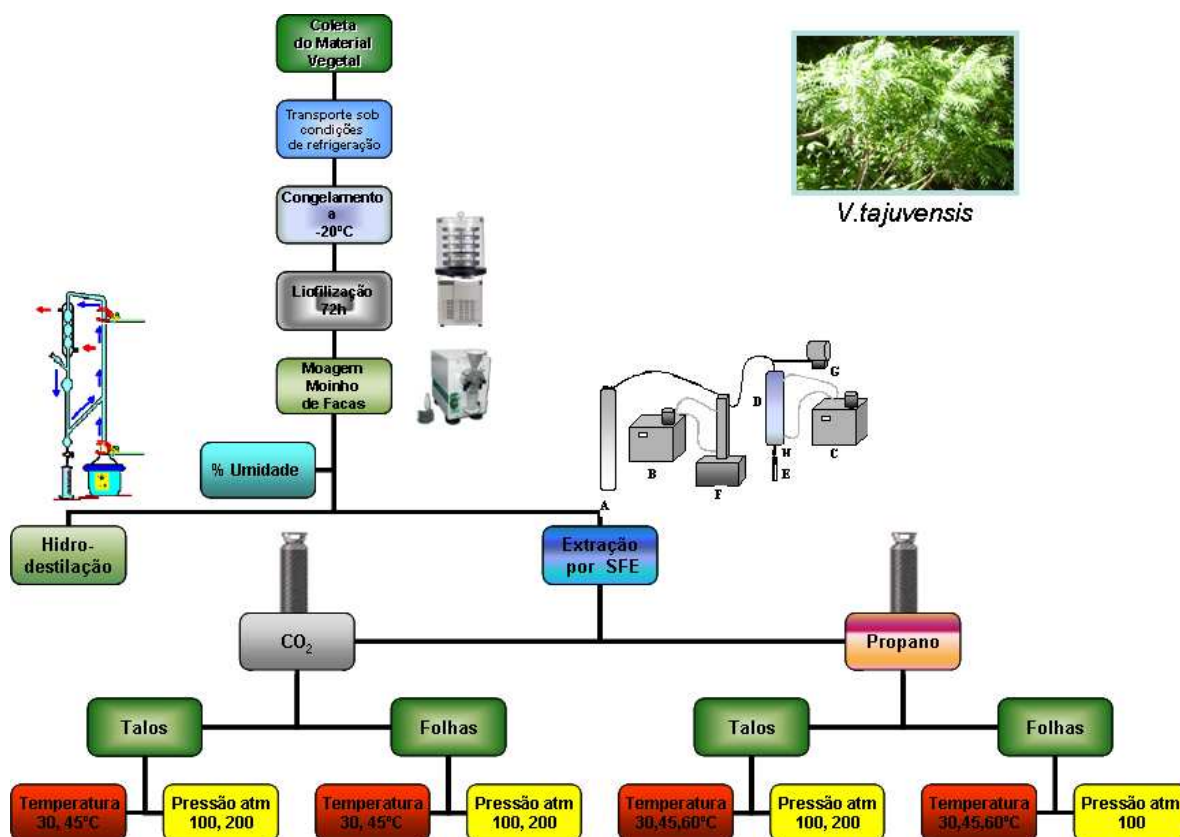 Coleta
do Material
Vegetal
Transporte sob
condições
de refrigeração
Congelamento
a
-20°C
Liofilização
72h
Moagem
Moinho
de Facas
V.tajuvensis
% Umidade
A
B
F
D
G
H
E
C
Hidro-
destilação
Extração
por SFE
CO₂
Propano
Talos
Folhas
Talos
Folhas
Temperatura
30, 45°C
Pressão atm
100, 200
Temperatura
30, 45°C
Pressão atm
100, 200
Temperatura
30,45,60°C
Pressão atm
100, 200
Temperatura
30,45,60°C
Pressão atm
100